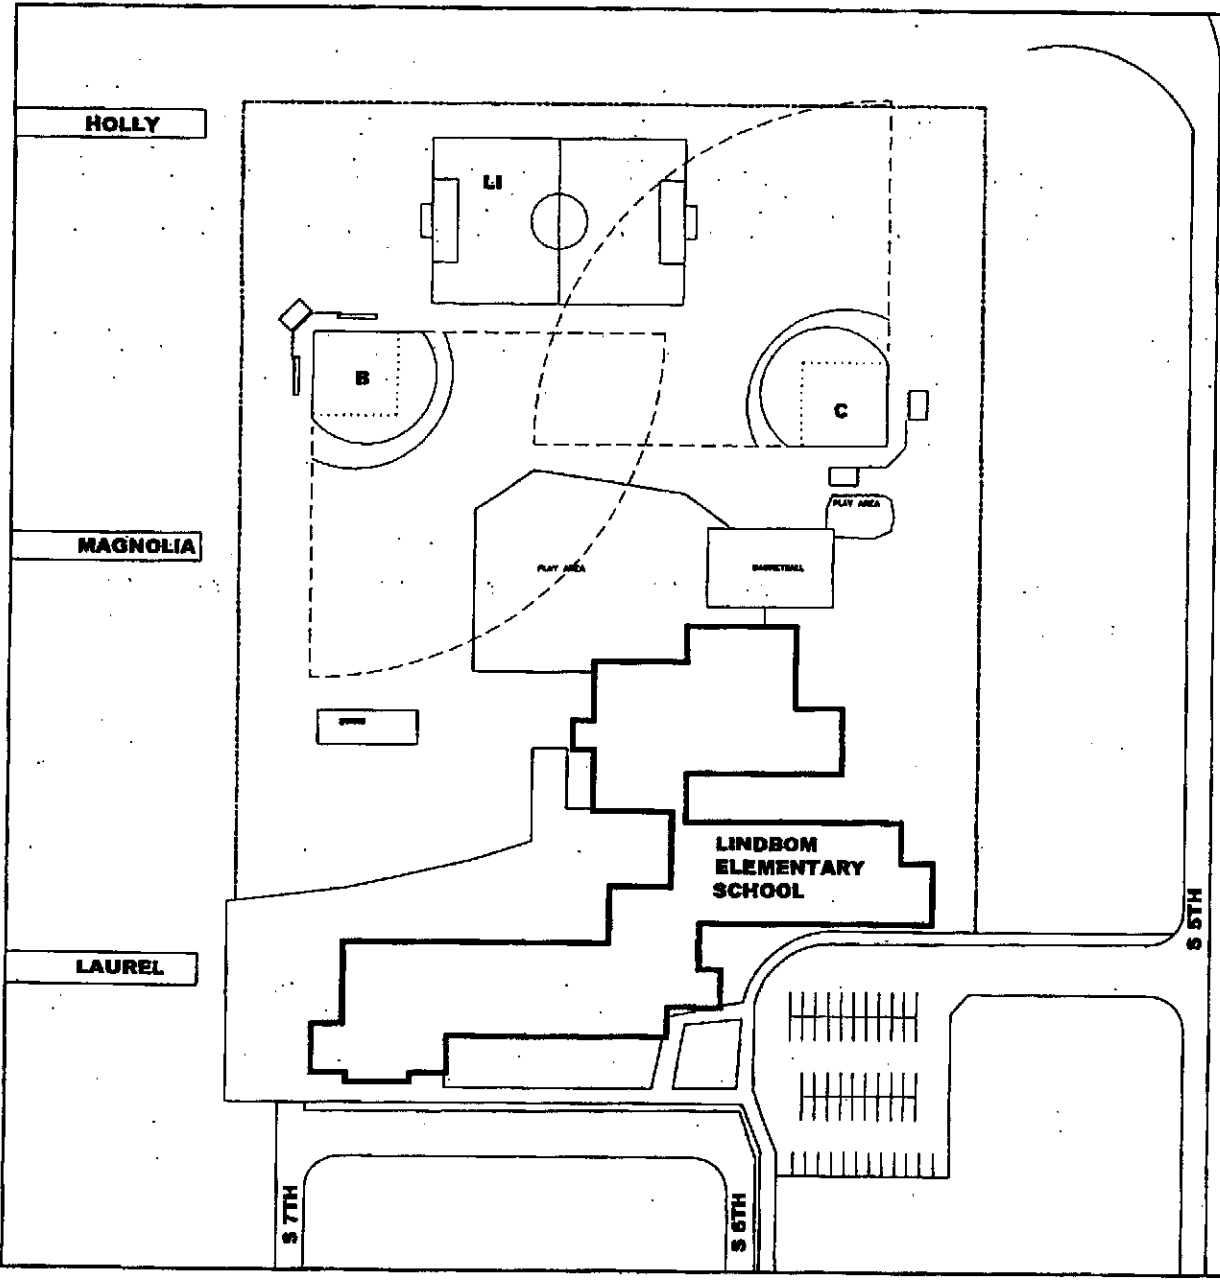 HOLLY
LI
B
C
PLAY AREA
MAGNOLIA
PLAY AREA
BASKETBALL
LINDBOM
ELEMENTARY
SCHOOL
S 5TH
LAUREL
S 7TH
S 6TH